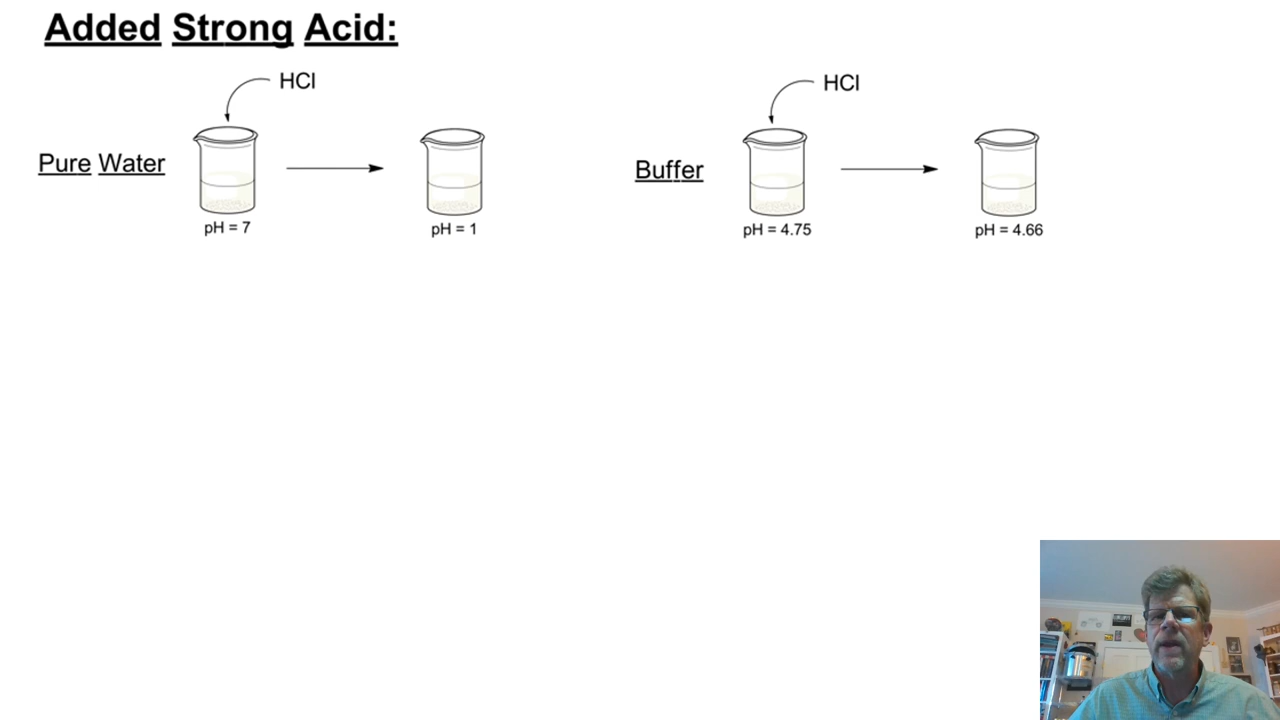 Added Strong Acid:
HCl
HCl
Pure Water
Buffer
pH = 7
pH = 1
pH = 4.75
pH = 4.66